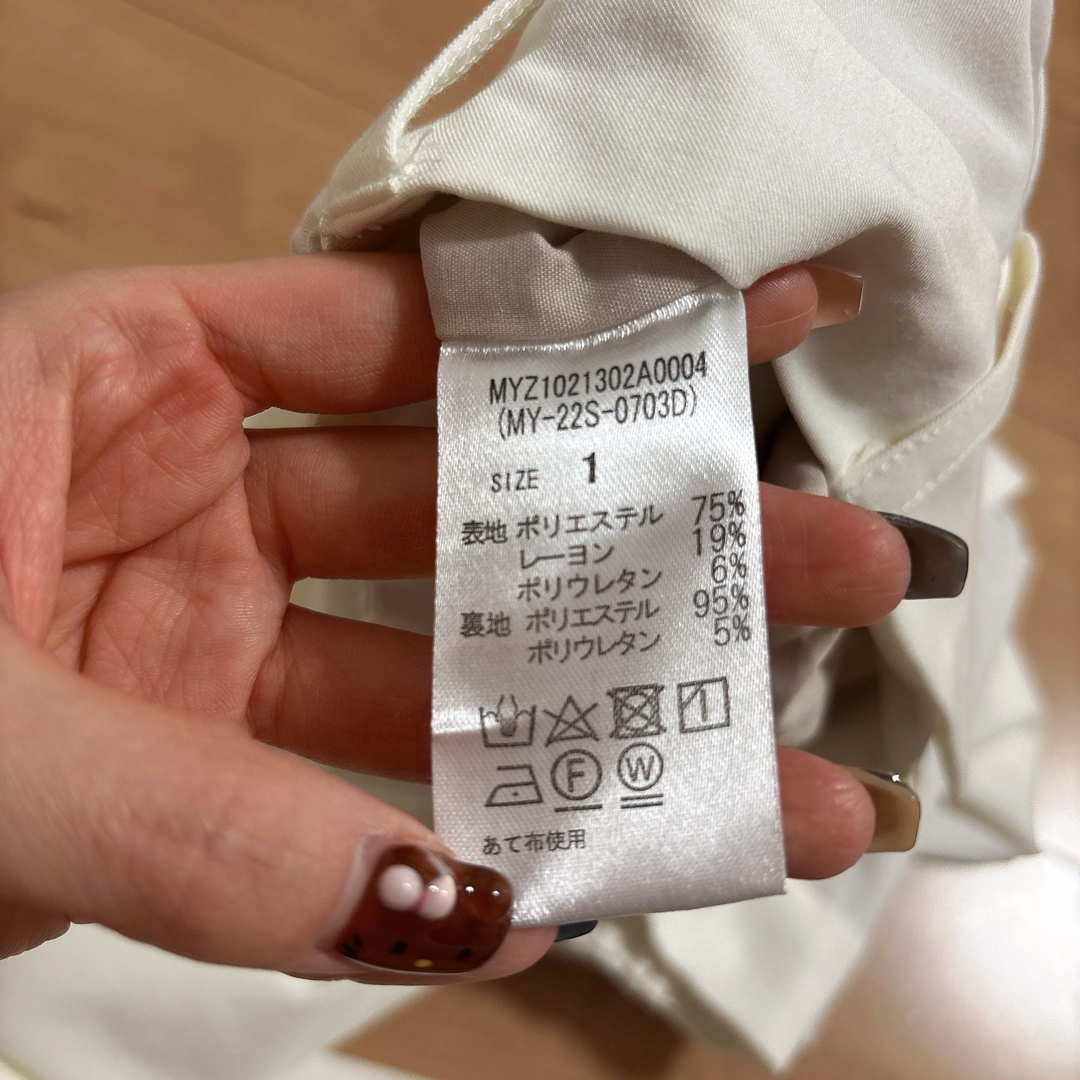 MYZ1021302A0004
(MY-22S-0703D)
SIZE 1
表地 ポリエステル 75%
レーヨン 19%
ポリウレタン 6%
裏地 ポリエステル 95%
ポリウレタン 5%
F W
あて布使用